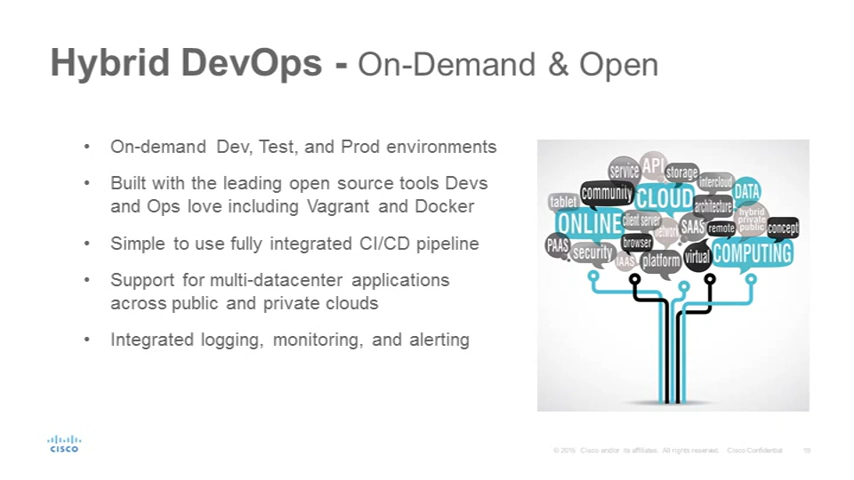 Hybrid DevOps - On-Demand & Open
• On-demand Dev, Test, and Prod environments
• Built with the leading open source tools Devs
and Ops love including Vagrant and Docker
• Simple to use fully integrated CI/CD pipeline
• Support for multi-datacenter applications
across public and private clouds
• Integrated logging, monitoring, and alerting
service
API
storage
intercloud
community
CLOUD
DATA
tablet
architecture
ONLINE
client server
network
SAAS
remote
hybrid
private
public
concept
PAAS
security
browser
IAAS
platform
virtual
COMPUTING
CISCO
Cisco and/or its affiliates. All rights reserved. Cisco Confidential
19